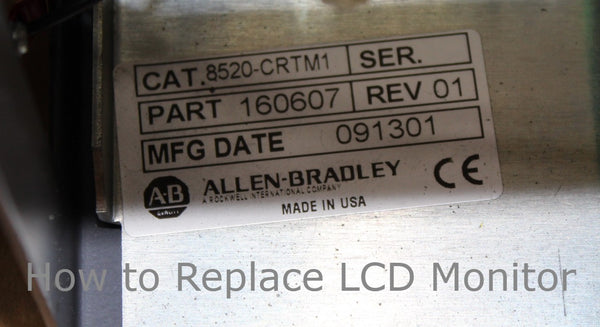 CAT. 8520-CRTM1 SER.
PART 160607 REV 01
MFG DATE 091301
AB ALLEN-BRADLEY
A ROCKWELL INTERNATIONAL COMPANY
MADE IN USA
CE
How to Replace LCD Monitor